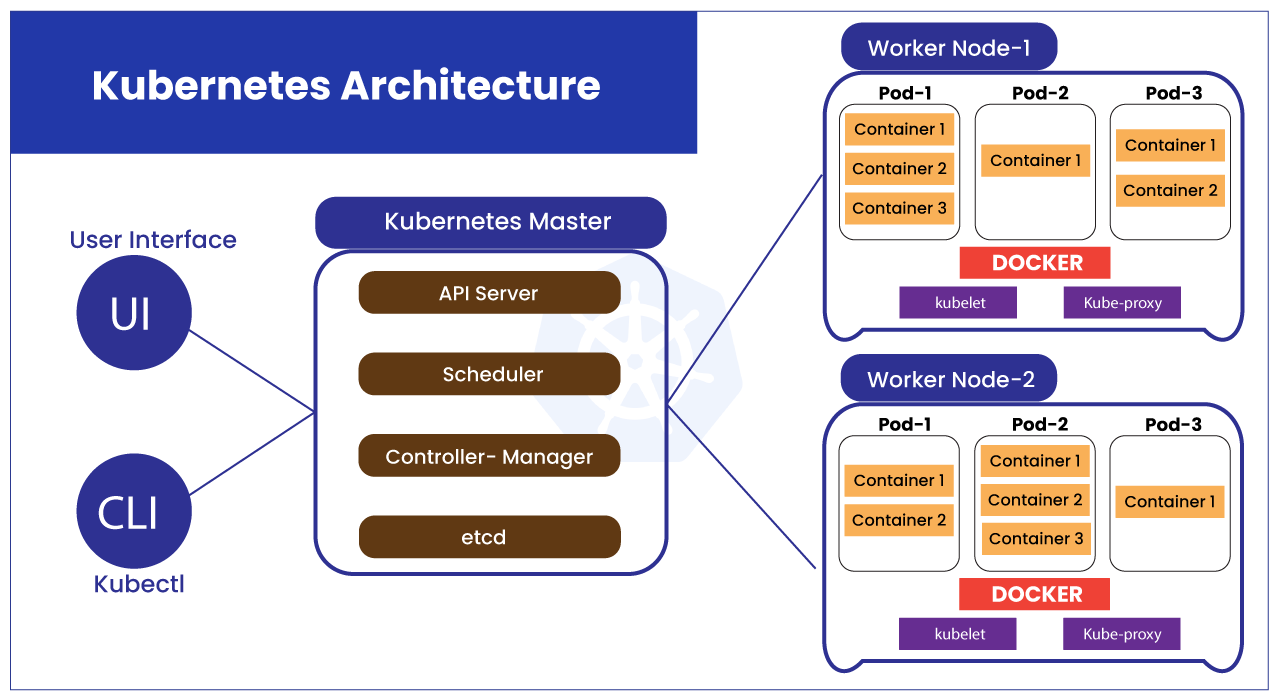 Kubernetes Architecture
User Interface
UI
CLI
Kubectl
Kubernetes Master
API Server
Scheduler
Controller- Manager
etcd
Worker Node-1
Pod-1
Container 1
Container 2
Container 3
Pod-2
Container 1
Pod-3
Container 1
Container 2
DOCKER
kubelet
Kube-proxy
Worker Node-2
Pod-1
Container 1
Container 2
Pod-2
Container 1
Container 2
Container 3
Pod-3
Container 1
DOCKER
kubelet
Kube-proxy